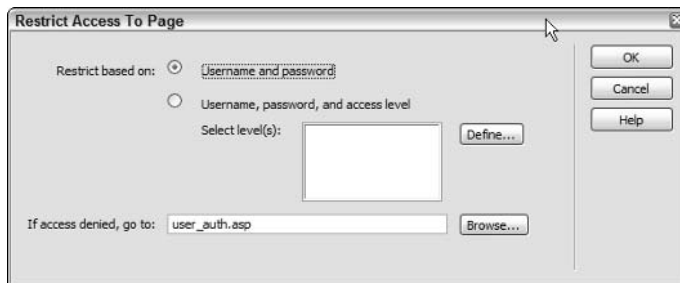 Restrict Access To Page
Restrict based on:
Username and password
Username, password, and access level
Select level(s):
Define...
If access denied, go to:
user_auth.asp
Browse...
OK
Cancel
Help